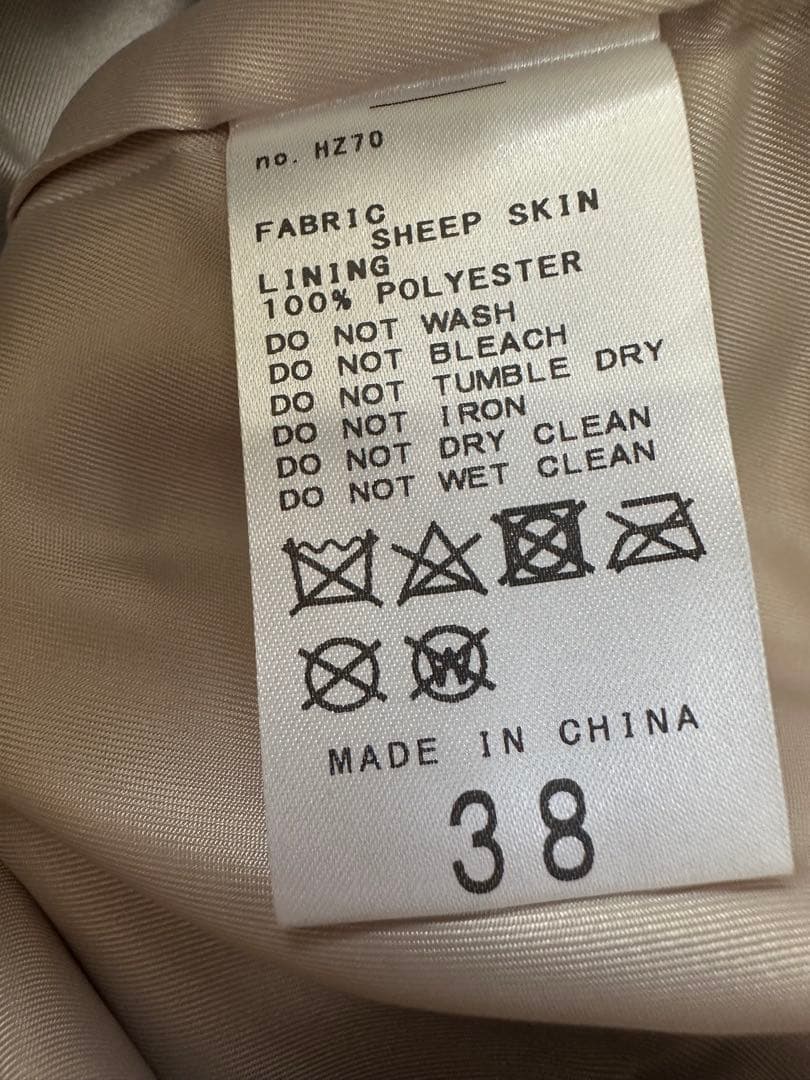 no. HZ70
FABRIC
SHEEP SKIN
LINING
100% POLYESTER
DO NOT WASH
DO NOT BLEACH
DO NOT TUMBLE DRY
DO NOT IRON
DO NOT DRY CLEAN
DO NOT WET CLEAN
W
MADE IN CHINA
38